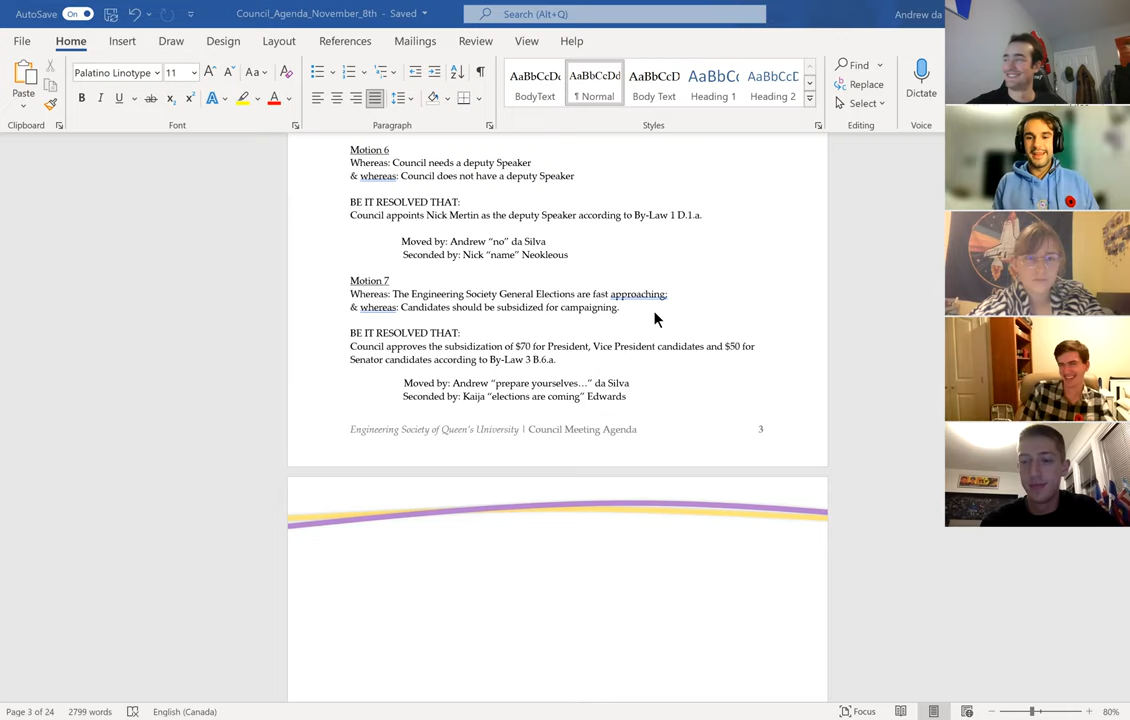 AutoSave On Council_Agenda_November_8th - Saved Search (Alt+Q) Andrew da
File Home Insert Draw Design Layout References Mailings Review View Help
Palatino Linotype 11 Aa
Paste
AaBbCcDc AaBbCcDd AaBbCcD AaBbC AaBbCcD
BodyText ¶ Normal Body Text Heading 1 Heading 2
Find
Replace
Select
Dictate
Clipboard Font Paragraph Styles Editing Voice
Motion 6
Whereas: Council needs a deputy Speaker
& whereas: Council does not have a deputy Speaker
BE IT RESOLVED THAT:
Council appoints Nick Mertin as the deputy Speaker according to By-Law 1 D.1.a.
Moved by: Andrew “no” da Silva
Seconded by: Nick “name” Neokleous
Motion 7
Whereas: The Engineering Society General Elections are fast approaching;
& whereas: Candidates should be subsidized for campaigning.
BE IT RESOLVED THAT:
Council approves the subsidization of $70 for President, Vice President candidates and $50 for
Senator candidates according to By-Law 3 B.6.a.
Moved by: Andrew “prepare yourselves…” da Silva
Seconded by: Kaija “elections are coming” Edwards
Engineering Society of Queen's University | Council Meeting Agenda 3
Page 3 of 24 2799 words English (Canada) Focus 80%